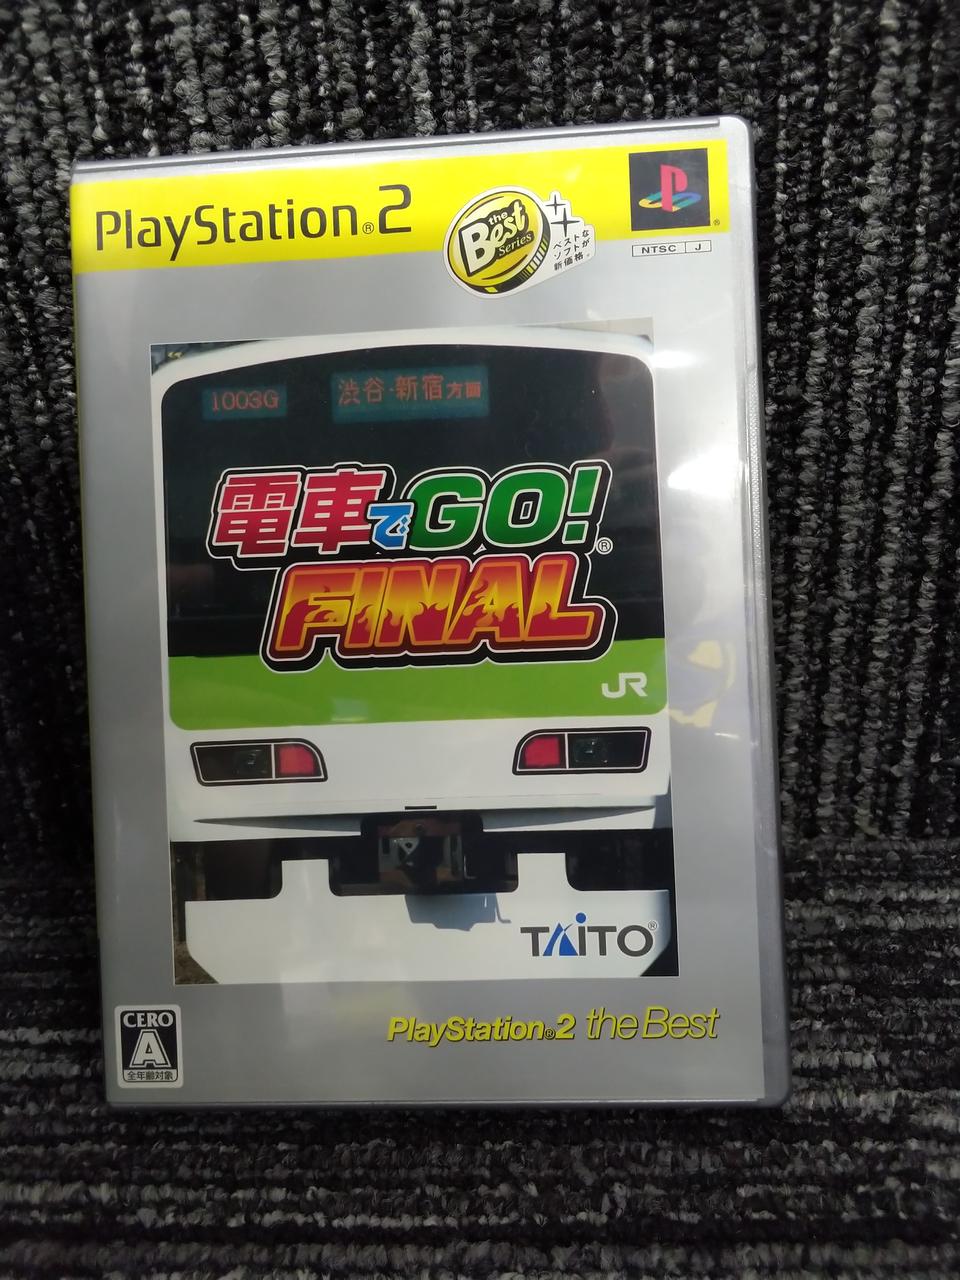 PlayStation®2
the
Best
Series
ベストな
ソフトが
新価格。
®
NTSC J
1003G
渋谷・新宿方面
電車でGO!
®
FINAL
JR
TAITO®
PlayStation®2 the Best
CERO
A
全年齢対象